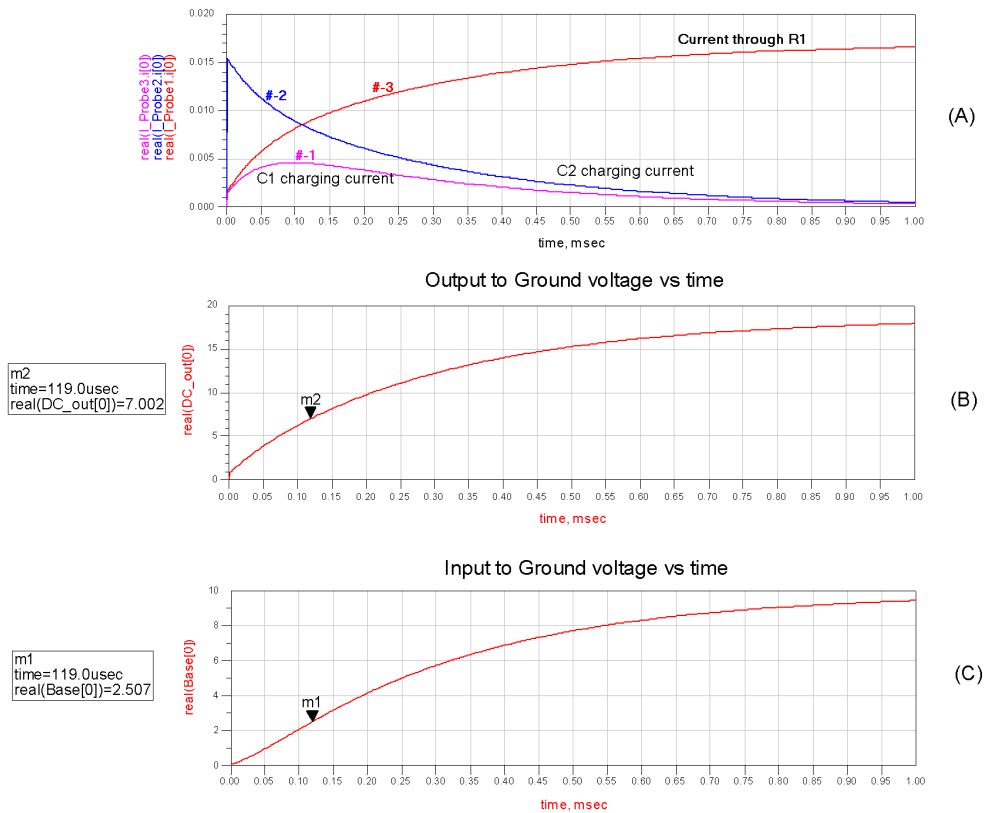 0.020
0.015
0.010
0.005
0.000
real(I_Probe3.i[0])
real(I_Probe2.i[0])
real(I_Probe1.i[0])
Current through R1
#-2
#-3
#-1
C1 charging current
C2 charging current
(A)
0.00 0.05 0.10 0.15 0.20 0.25 0.30 0.35 0.40 0.45 0.50 0.55 0.60 0.65 0.70 0.75 0.80 0.85 0.90 0.95 1.00
time, msec
Output to Ground voltage vs time
20
15
10
5
0
real(DC_out[0])
m2
time=119.0usec
real(DC_out[0])=7.002
m2
(B)
0.00 0.05 0.10 0.15 0.20 0.25 0.30 0.35 0.40 0.45 0.50 0.55 0.60 0.65 0.70 0.75 0.80 0.85 0.90 0.95 1.00
time, msec
Input to Ground voltage vs time
10
8
6
4
2
0
real(Base[0])
m1
time=119.0usec
real(Base[0])=2.507
m1
(C)
0.00 0.05 0.10 0.15 0.20 0.25 0.30 0.35 0.40 0.45 0.50 0.55 0.60 0.65 0.70 0.75 0.80 0.85 0.90 0.95 1.00
time, msec